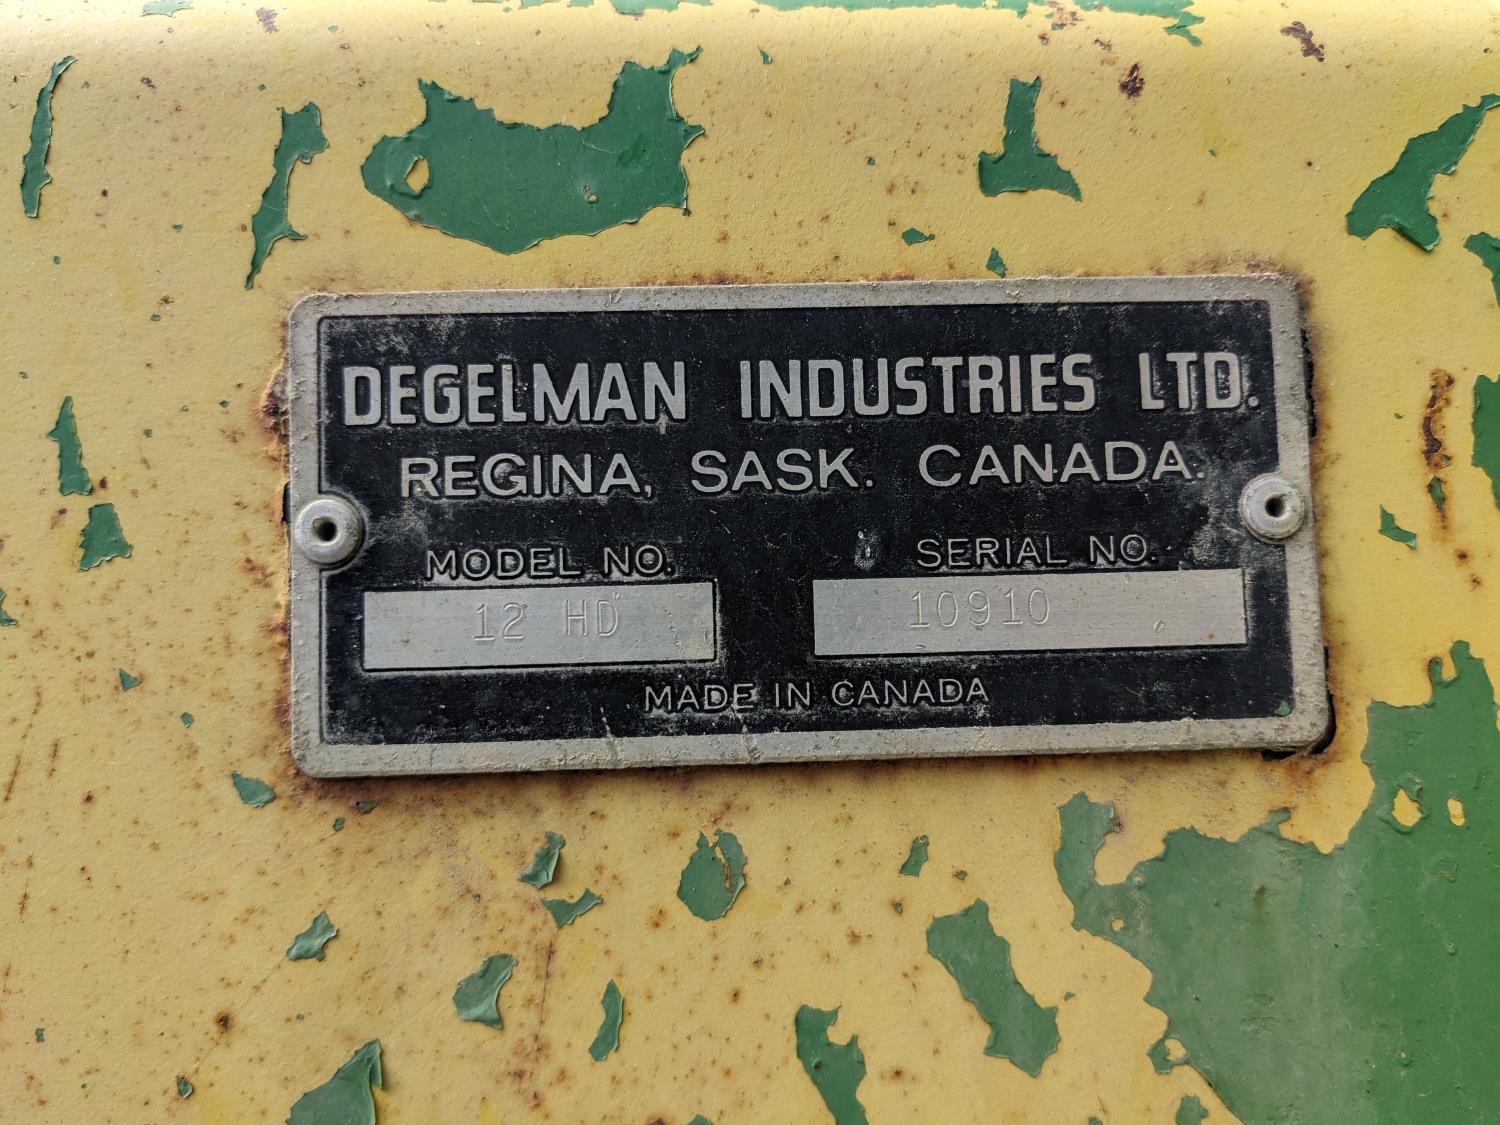 DEGELMAN INDUSTRIES LTD.
REGINA, SASK. CANADA.
MODEL NO. SERIAL NO.
12 HD 10910
MADE IN CANADA